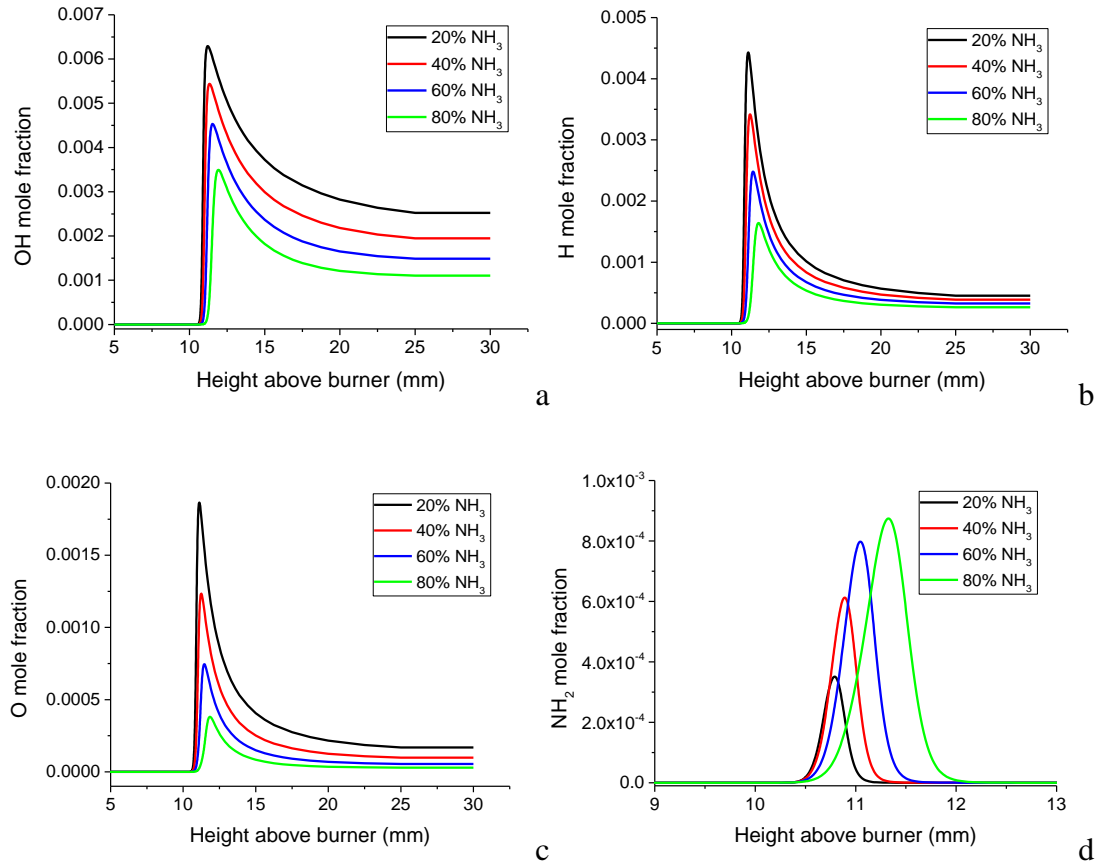 0.007
0.006
0.005
0.004
0.003
0.002
0.001
0.000
OH mole fraction
20% NH₃
40% NH₃
60% NH₃
80% NH₃
5 10 15 20 25 30
Height above burner (mm)
a
0.005
0.004
0.003
0.002
0.001
0.000
H mole fraction
20% NH₃
40% NH₃
60% NH₃
80% NH₃
5 10 15 20 25 30
Height above burner (mm)
b
0.0020
0.0015
0.0010
0.0005
0.0000
O mole fraction
20% NH₃
40% NH₃
60% NH₃
80% NH₃
5 10 15 20 25 30
Height above burner (mm)
c
1.0x10⁻³
8.0x10⁻⁴
6.0x10⁻⁴
4.0x10⁻⁴
2.0x10⁻⁴
0.0
NH₂ mole fraction
20% NH₃
40% NH₃
60% NH₃
80% NH₃
9 10 11 12 13
Height above burner (mm)
d